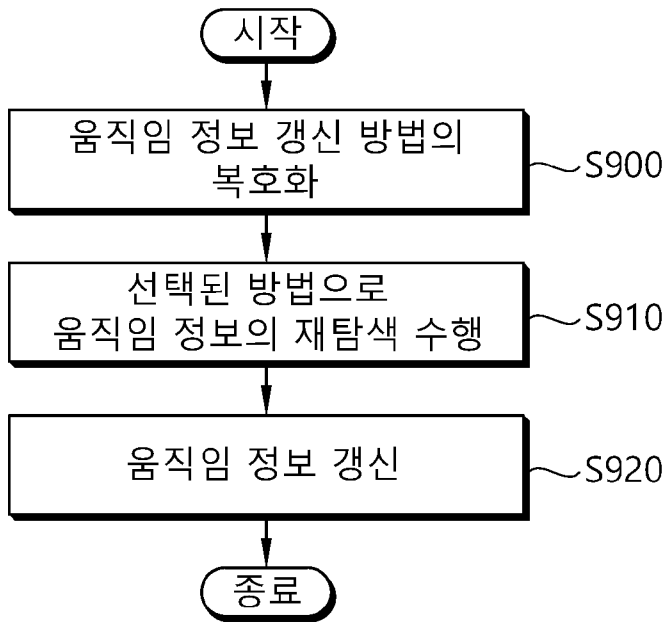 시작
움직임 정보 갱신 방법의
복호화
S900
선택된 방법으로
움직임 정보의 재탐색 수행
S910
움직임 정보 갱신
S920
종료